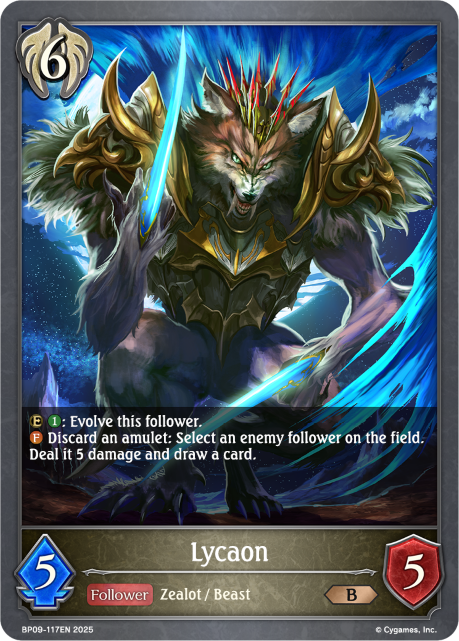 6
E 1: Evolve this follower.
F Discard an amulet: Select an enemy follower on the field.
Deal it 5 damage and draw a card.
Lycaon
5
Follower Zealot / Beast
B
5
BP09-117EN 2025
© Cygames, Inc.